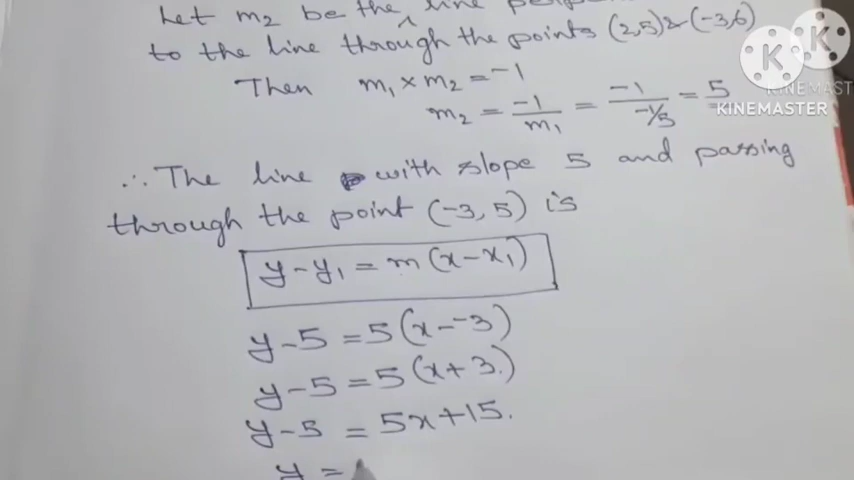 Let m₂ be the line
to the line through the points (2,5) & (-3,6)
Then m₁ × m₂ = -1
m₂ = -1/m₁ = -1/(-1/5) = 5
∴ The line with slope 5 and passing
through the point (-3, 5) is
y - y₁ = m(x - x₁)
y - 5 = 5(x - -3)
y - 5 = 5(x + 3)
y - 5 = 5x + 15.
y =
KINEMASTER
KINEMAST